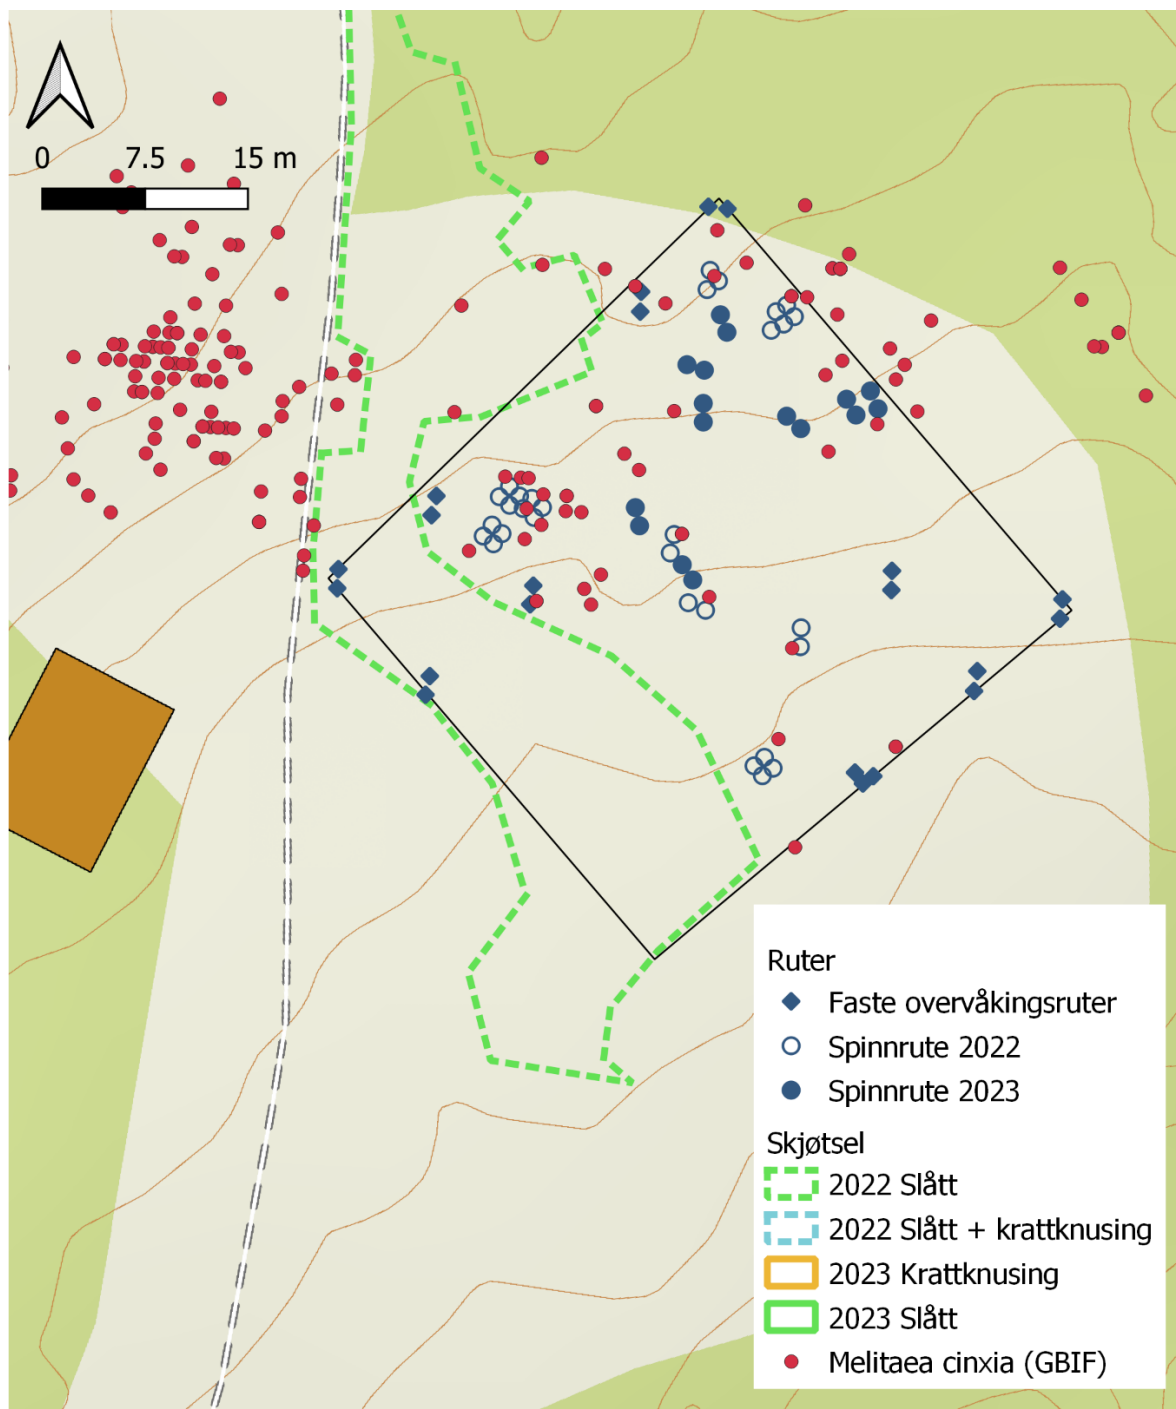 0 7.5 15 m
Ruter
Faste overvåkingsruter
Spinnrute 2022
Spinnrute 2023
Skjøtsel
2022 Slått
2022 Slått + krattknusing
2023 Krattknusing
2023 Slått
Melitaea cinxia (GBIF)